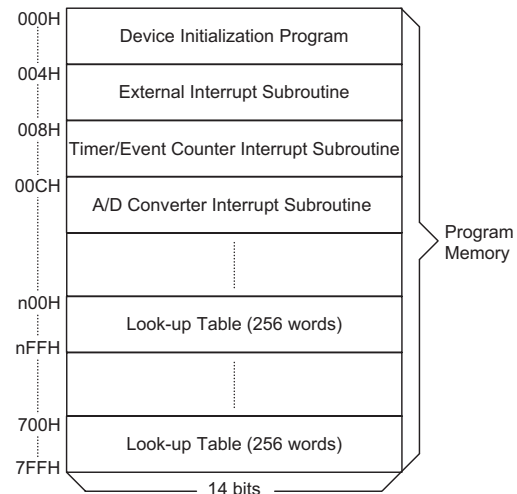 000H
Device Initialization Program
004H
External Interrupt Subroutine
008H
Timer/Event Counter Interrupt Subroutine
00CH
A/D Converter Interrupt Subroutine
Program
Memory
n00H
Look-up Table (256 words)
nFFH
700H
Look-up Table (256 words)
7FFH
14 bits